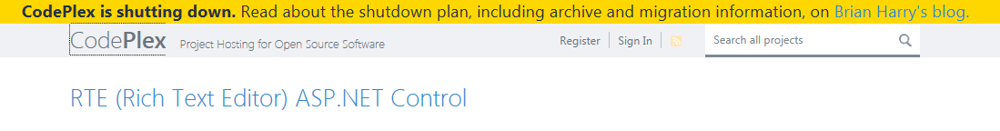 CodePlex is shutting down. Read about the shutdown plan, including archive and migration information, on Brian Harry's blog.
CodePlex Project Hosting for Open Source Software Register Sign In Search all projects
RTE (Rich Text Editor) ASP.NET Control